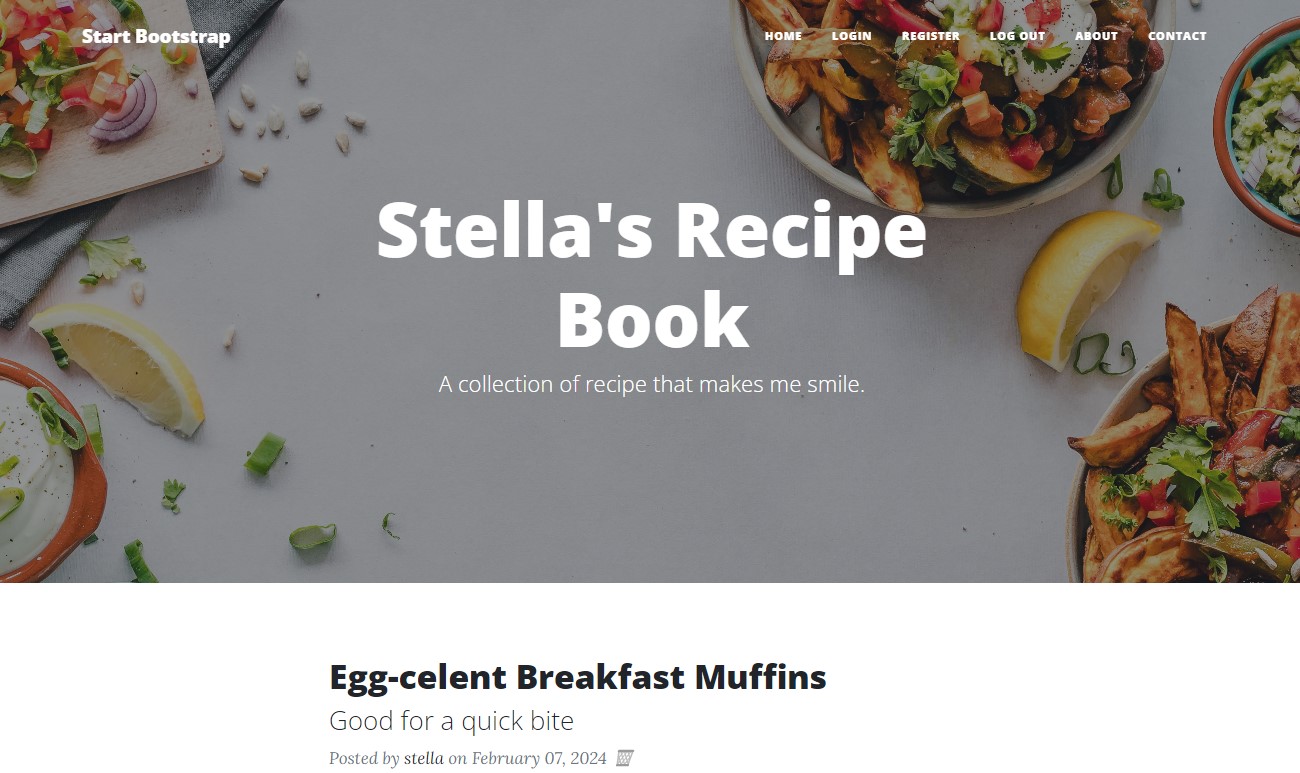 Start Bootstrap HOME LOGIN REGISTER LOG OUT ABOUT CONTACT
Stella's Recipe
Book
A collection of recipe that makes me smile.
Egg-celent Breakfast Muffins
Good for a quick bite
Posted by stella on February 07, 2024